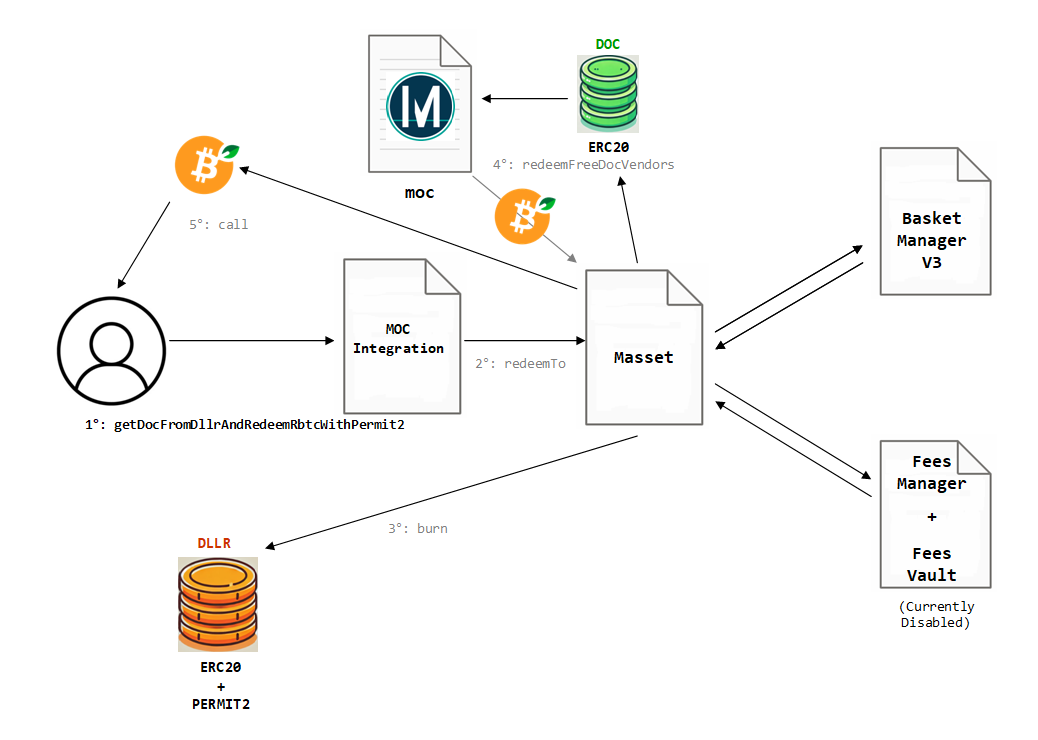 DOC
ERC20
4°: redeemFreeDocVendors
moc
5°: call
Basket
Manager
V3
MOC
Integration
2°: redeemTo
Masset
1°: getDocFromDllrAndRedeemRbtcWithPermit2
Fees
Manager
+
Fees
Vault
(Currently
Disabled)
3°: burn
DLLR
ERC20
+
PERMIT2